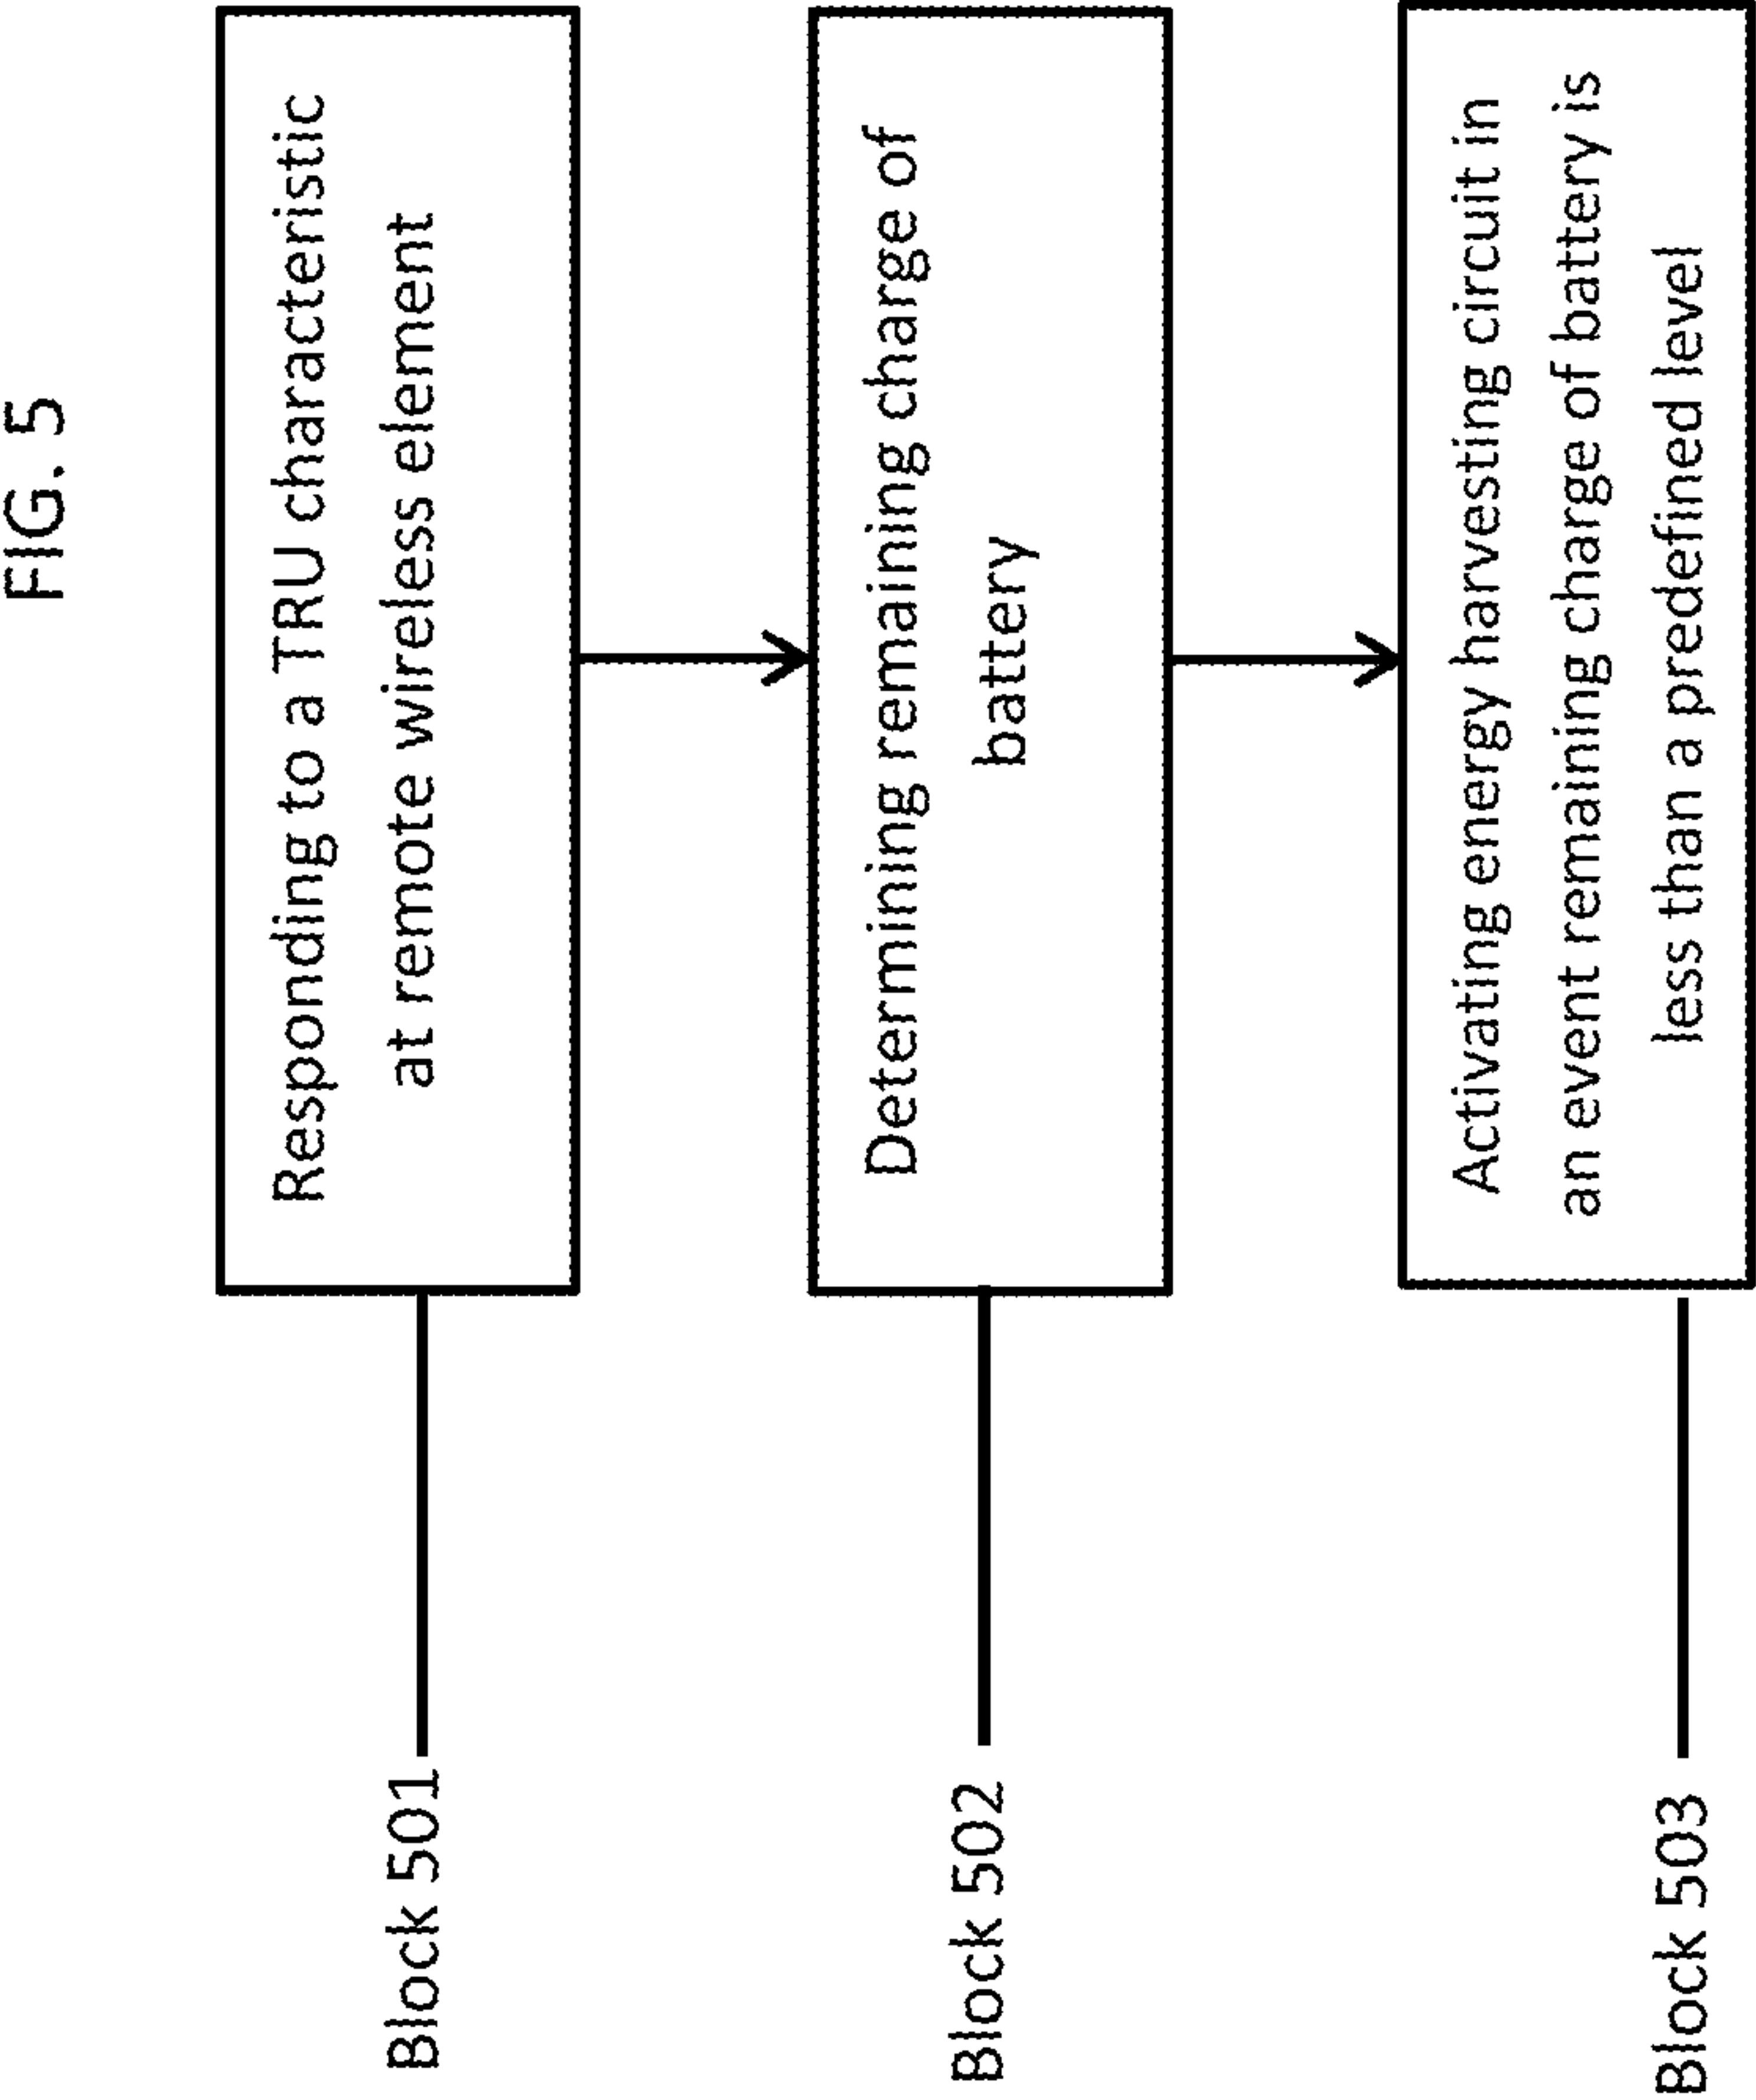 FIG. 5
Block 501
Responding to a TRU characteristic
at remote wireless element
Block 502
Determining remaining charge of
battery
Block 503
Activating energy harvesting circuit in
an event remaining charge of battery is
less than a predefined level